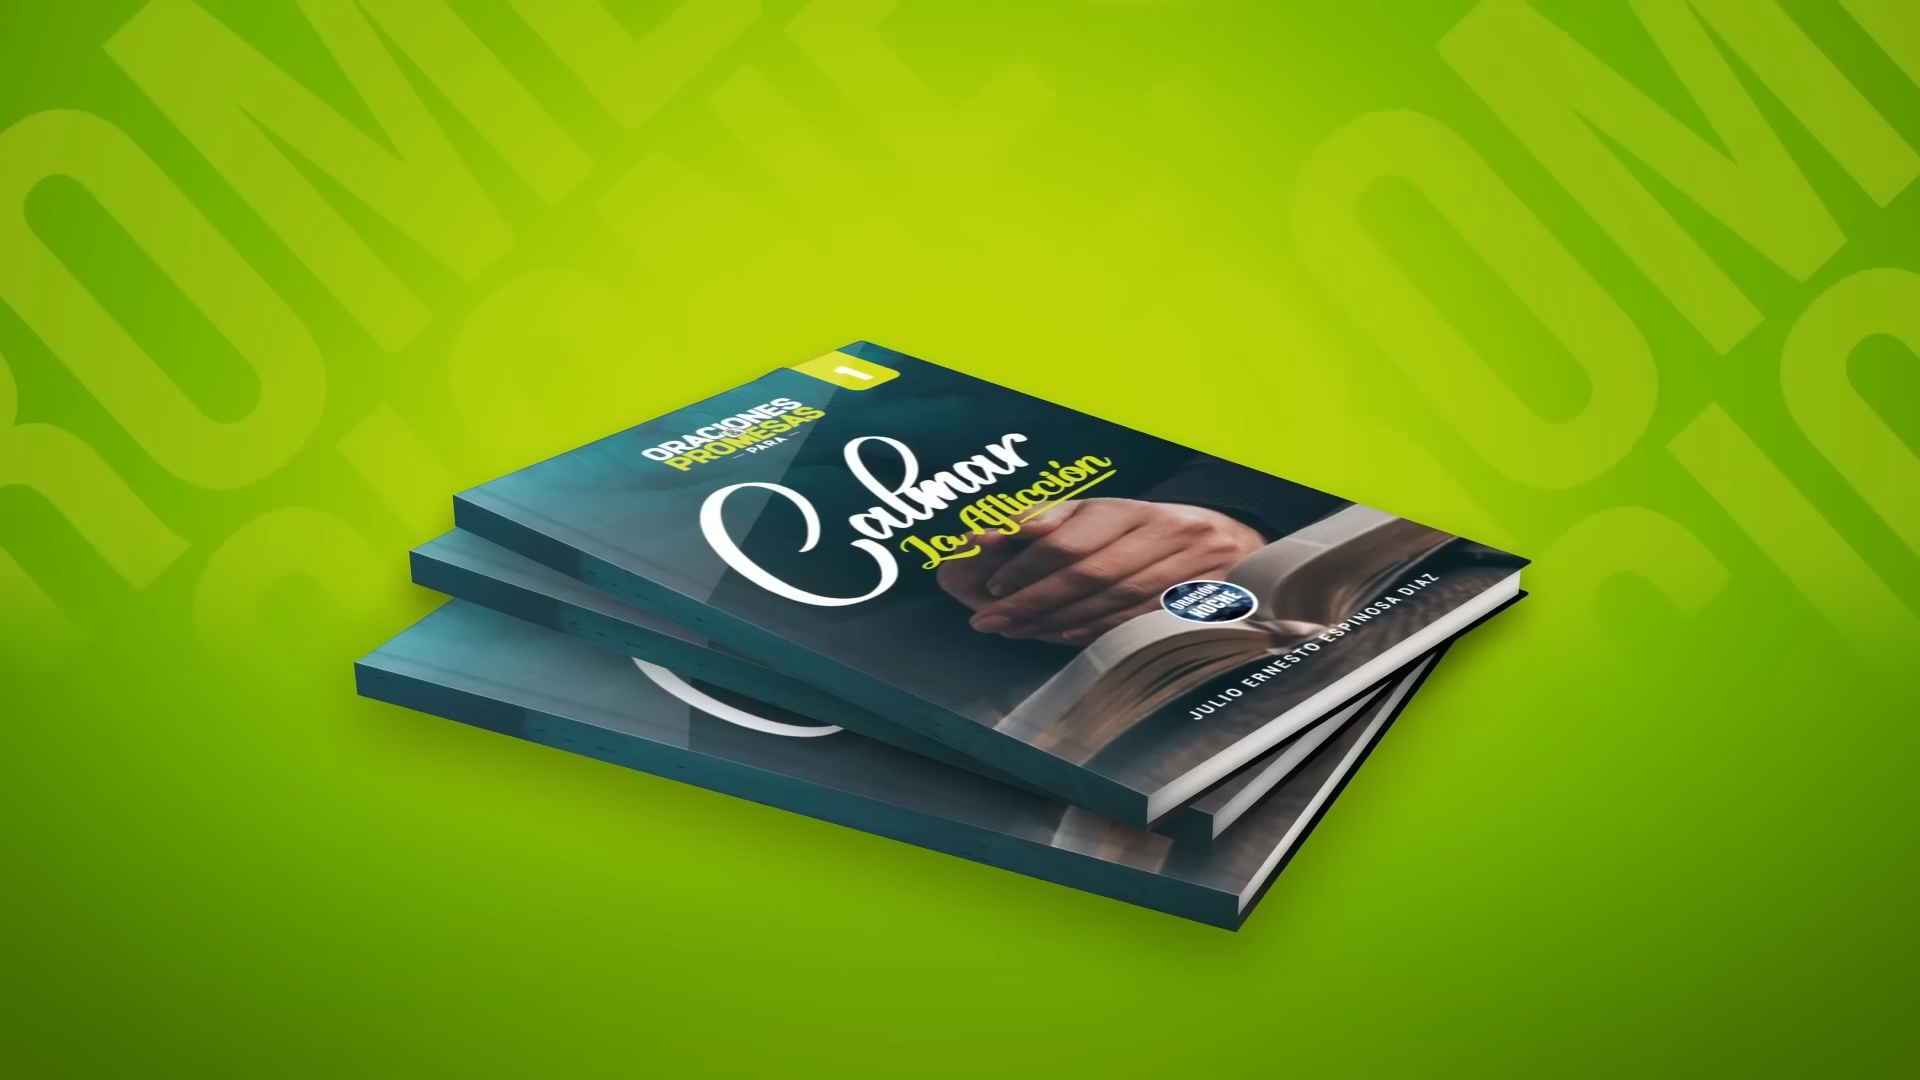 1
ORACIONES
&
PROMESAS
— PARA —
Calmar
La Aflicción
ORACIÓN
NOCHE
JULIO ERNESTO ESPINOSA DIAZ